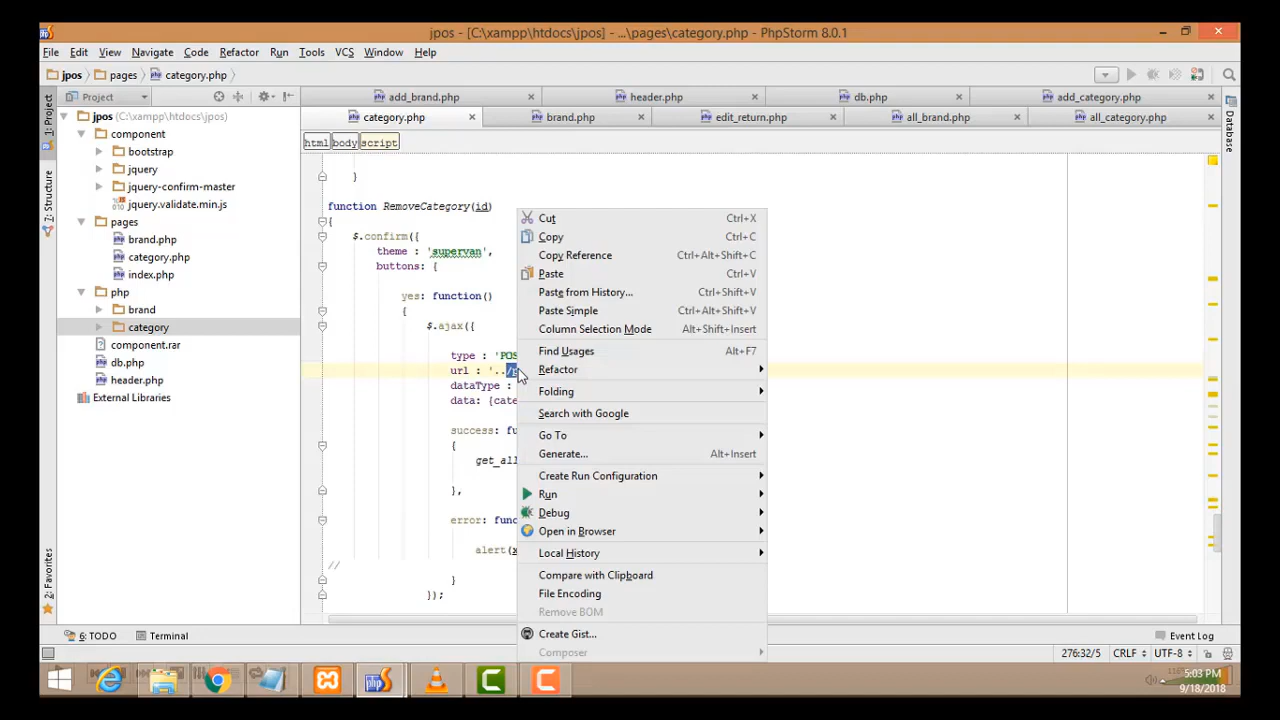 jpos - [C:\xampp\htdocs\jpos] - ...\pages\category.php - PhpStorm 8.0.1
File Edit View Navigate Code Refactor Run Tools VCS Window Help
jpos pages category.php
Project
add_brand.php header.php db.php add_category.php
category.php brand.php edit_return.php all_brand.php all_category.php
1: Project
7: Structure
2: Favorites
Database
jpos (C:\xampp\htdocs\jpos)
component
bootstrap
jquery
jquery-confirm-master
jquery.validate.min.js
pages
brand.php
category.php
index.php
php
brand
category
component.rar
db.php
header.php
External Libraries
html body script
}
function RemoveCategory(id)
{
$.confirm({
theme : 'supervan',
buttons: {
yes: function()
{
$.ajax({
type : 'POS
url : '../p
dataType :
data: {cate
success: fu
{
get_all
},
error: func
alert(x
//
}
});
Cut Ctrl+X
Copy Ctrl+C
Copy Reference Ctrl+Alt+Shift+C
Paste Ctrl+V
Paste from History... Ctrl+Shift+V
Paste Simple Ctrl+Alt+Shift+V
Column Selection Mode Alt+Shift+Insert
Find Usages Alt+F7
Refactor
Folding
Search with Google
Go To
Generate... Alt+Insert
Create Run Configuration
Run
Debug
Open in Browser
Local History
Compare with Clipboard
File Encoding
Remove BOM
Create Gist...
Composer
6: TODO Terminal Event Log
276:32/5 CRLF UTF-8
5:03 PM
9/18/2018